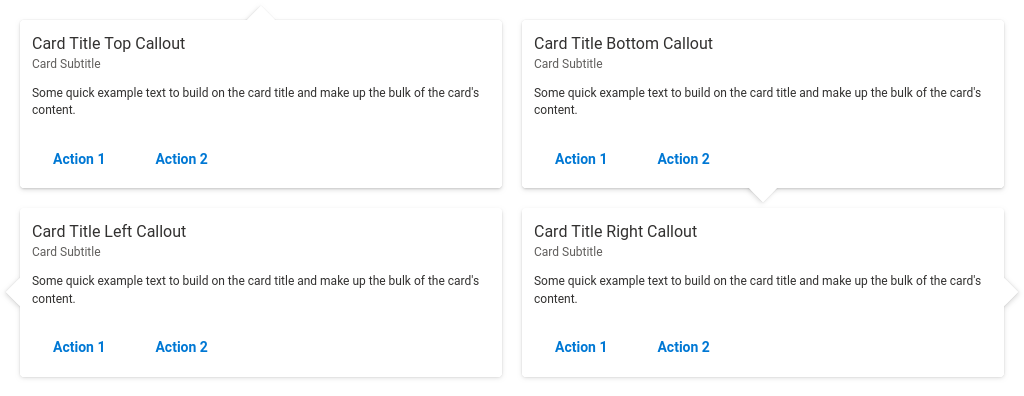 Card Title Top Callout
Card Subtitle
Some quick example text to build on the card title and make up the bulk of the card's
content.
Action 1 Action 2
Card Title Bottom Callout
Card Subtitle
Some quick example text to build on the card title and make up the bulk of the card's
content.
Action 1 Action 2
Card Title Left Callout
Card Subtitle
Some quick example text to build on the card title and make up the bulk of the card's
content.
Action 1 Action 2
Card Title Right Callout
Card Subtitle
Some quick example text to build on the card title and make up the bulk of the card's
content.
Action 1 Action 2